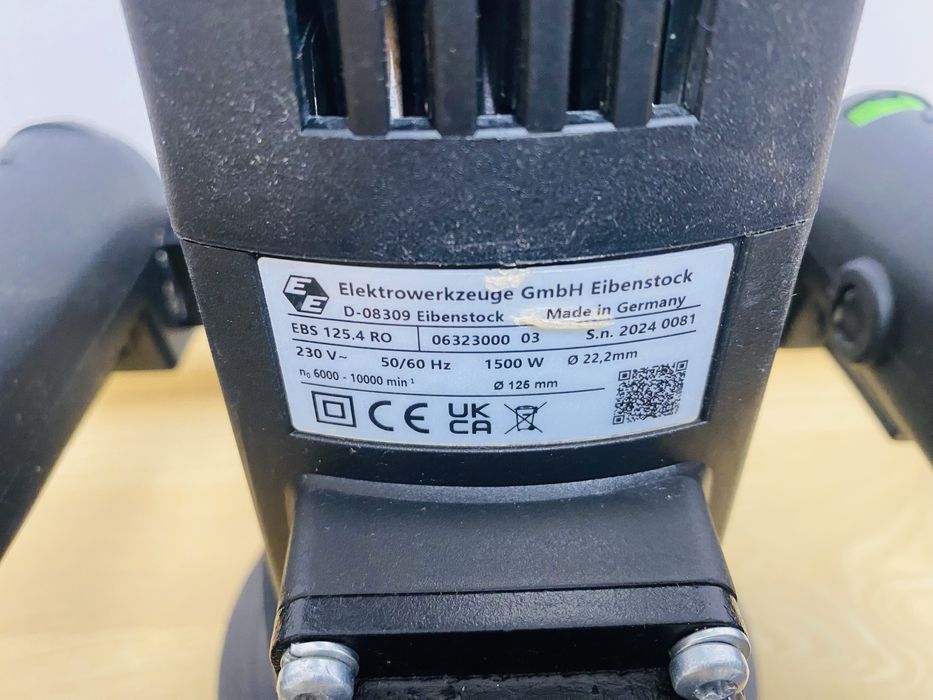 EE
Elektrowerkzeuge GmbH Eibenstock
D-08309 Eibenstock Made in Germany
EBS 125.4 RO 06323000 03 S.n. 2024 0081
230 V~ 50/60 Hz 1500 W Ø 22,2mm
n₀ 6000 - 10000 min⁻¹ Ø 125 mm
CE UK
CA